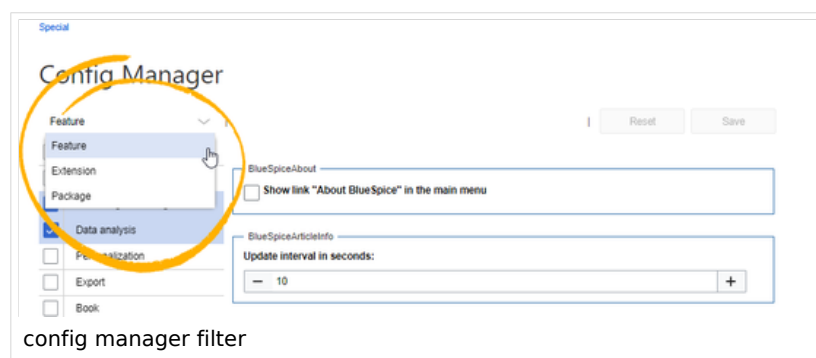 Special
Config Manager
Feature
Reset Save
Feature
Extension
Package
BlueSpiceAbout
Show link "About BlueSpice" in the main menu
Data analysis
BlueSpiceArticleInfo
Personalization
Update interval in seconds:
Export
− 10 +
Book
config manager filter